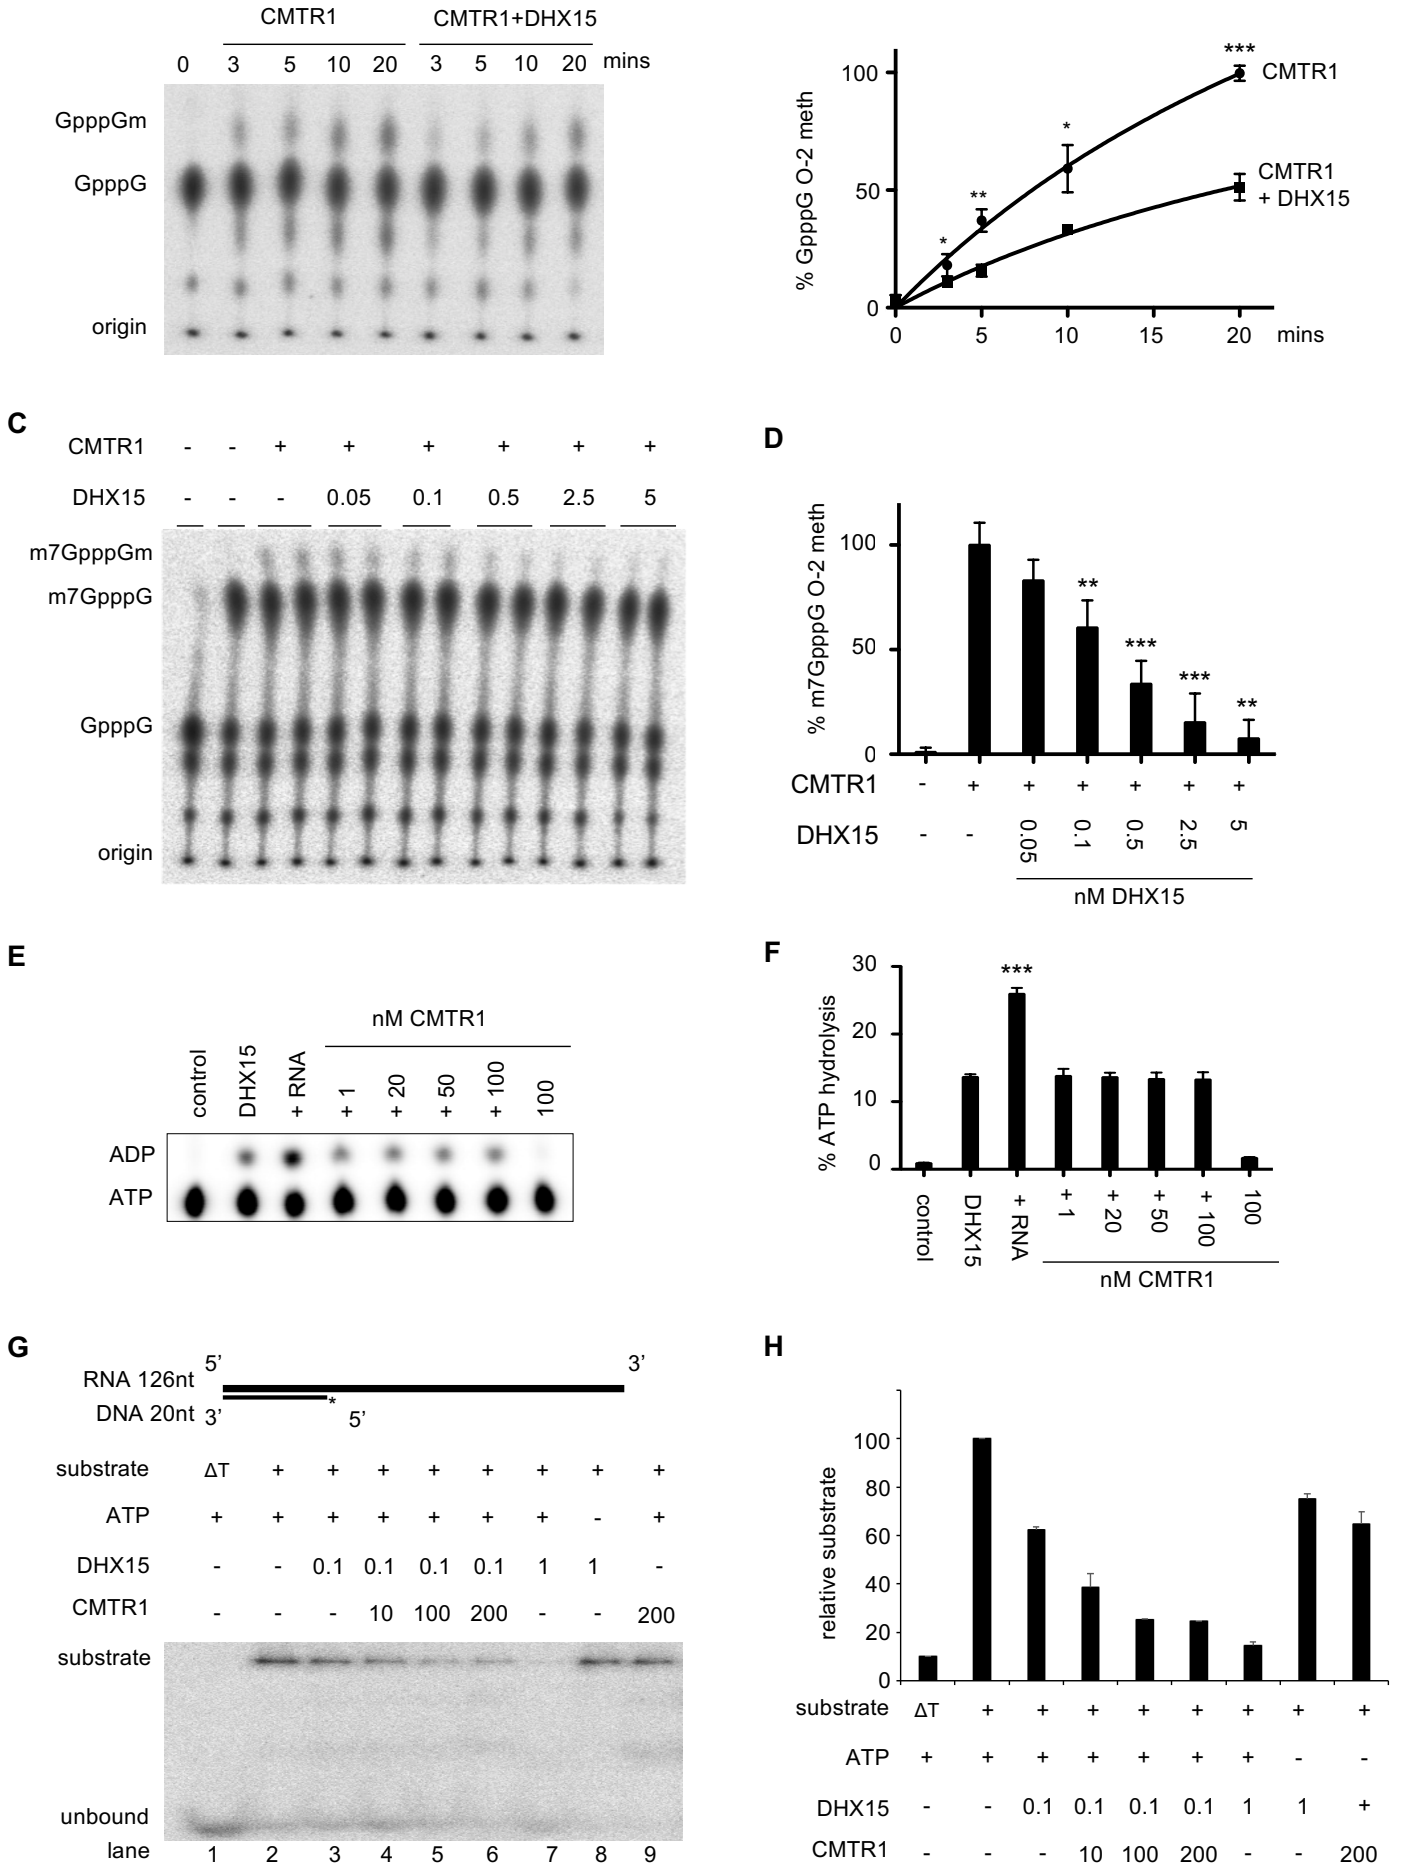 CMTR1 CMTR1+DHX15
0 3 5 10 20 3 5 10 20 mins
GpppGm
GpppG
origin
% GpppG O-2 meth
100
50
0
***
**
*
*
CMTR1
CMTR1
+ DHX15
0 5 10 15 20 mins
C
CMTR1 - - + + + + + +
DHX15 - - - 0.05 0.1 0.5 2.5 5
m7GpppGm
m7GpppG
GpppG
origin
D
% m7GpppG O-2 meth
100
50
0
**
***
***
**
CMTR1 - + + + + + +
DHX15 - - 0.05 0.1 0.5 2.5 5
nM DHX15
E
nM CMTR1
control DHX15 + RNA + 1 + 20 + 50 + 100 100
ADP
ATP
F
% ATP hydrolysis
30
20
10
0
***
control DHX15 + RNA + 1 + 20 + 50 + 100 100
nM CMTR1
G
5’ 3’
RNA 126nt
DNA 20nt 3’ * 5’
substrate ΔT + + + + + + + +
ATP + + + + + + + - +
DHX15 - - 0.1 0.1 0.1 0.1 1 1 -
CMTR1 - - - 10 100 200 - - 200
substrate
unbound
lane 1 2 3 4 5 6 7 8 9
H
relative substrate
100
80
60
40
20
0
substrate ΔT + + + + + + + +
ATP + + + + + + + - -
DHX15 - - 0.1 0.1 0.1 0.1 1 1 +
CMTR1 - - - 10 100 200 - - 200